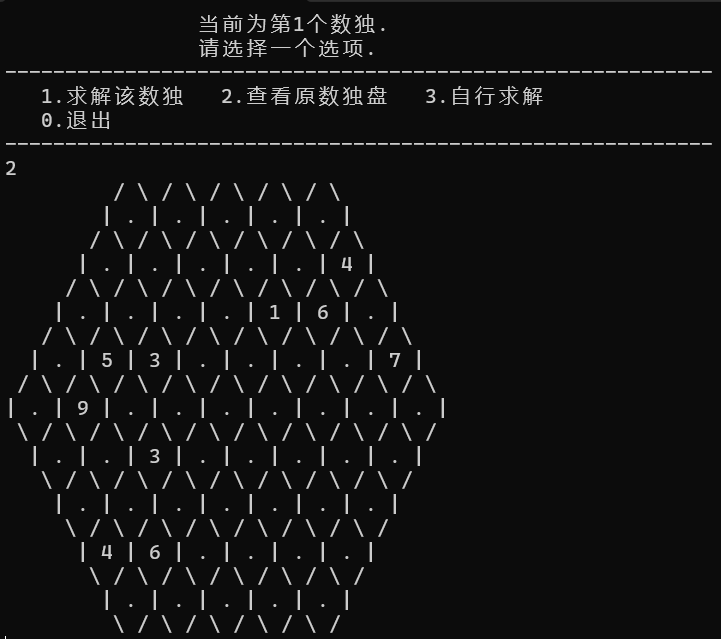 当前为第1个数独.
请选择一个选项.
-----------------------------------------------------------
1.求解该数独 2.查看原数独盘 3.自行求解
0.退出
-----------------------------------------------------------
2
/ \ / \ / \ / \ / \
| . | . | . | . | . |
/ \ / \ / \ / \ / \ / \
| . | . | . | . | . | 4 |
/ \ / \ / \ / \ / \ / \ / \
| . | . | . | . | 1 | 6 | . |
/ \ / \ / \ / \ / \ / \ / \ / \
| . | 5 | 3 | . | . | . | . | 7 |
/ \ / \ / \ / \ / \ / \ / \ / \ / \
| . | 9 | . | . | . | . | . | . | . |
\ / \ / \ / \ / \ / \ / \ / \ / \ /
| . | . | 3 | . | . | . | . | . |
\ / \ / \ / \ / \ / \ / \ / \ /
| . | . | . | . | . | . | . |
\ / \ / \ / \ / \ / \ / \ /
| 4 | 6 | . | . | . | . |
\ / \ / \ / \ / \ / \ /
| . | . | . | . | . |
\ / \ / \ / \ / \ /